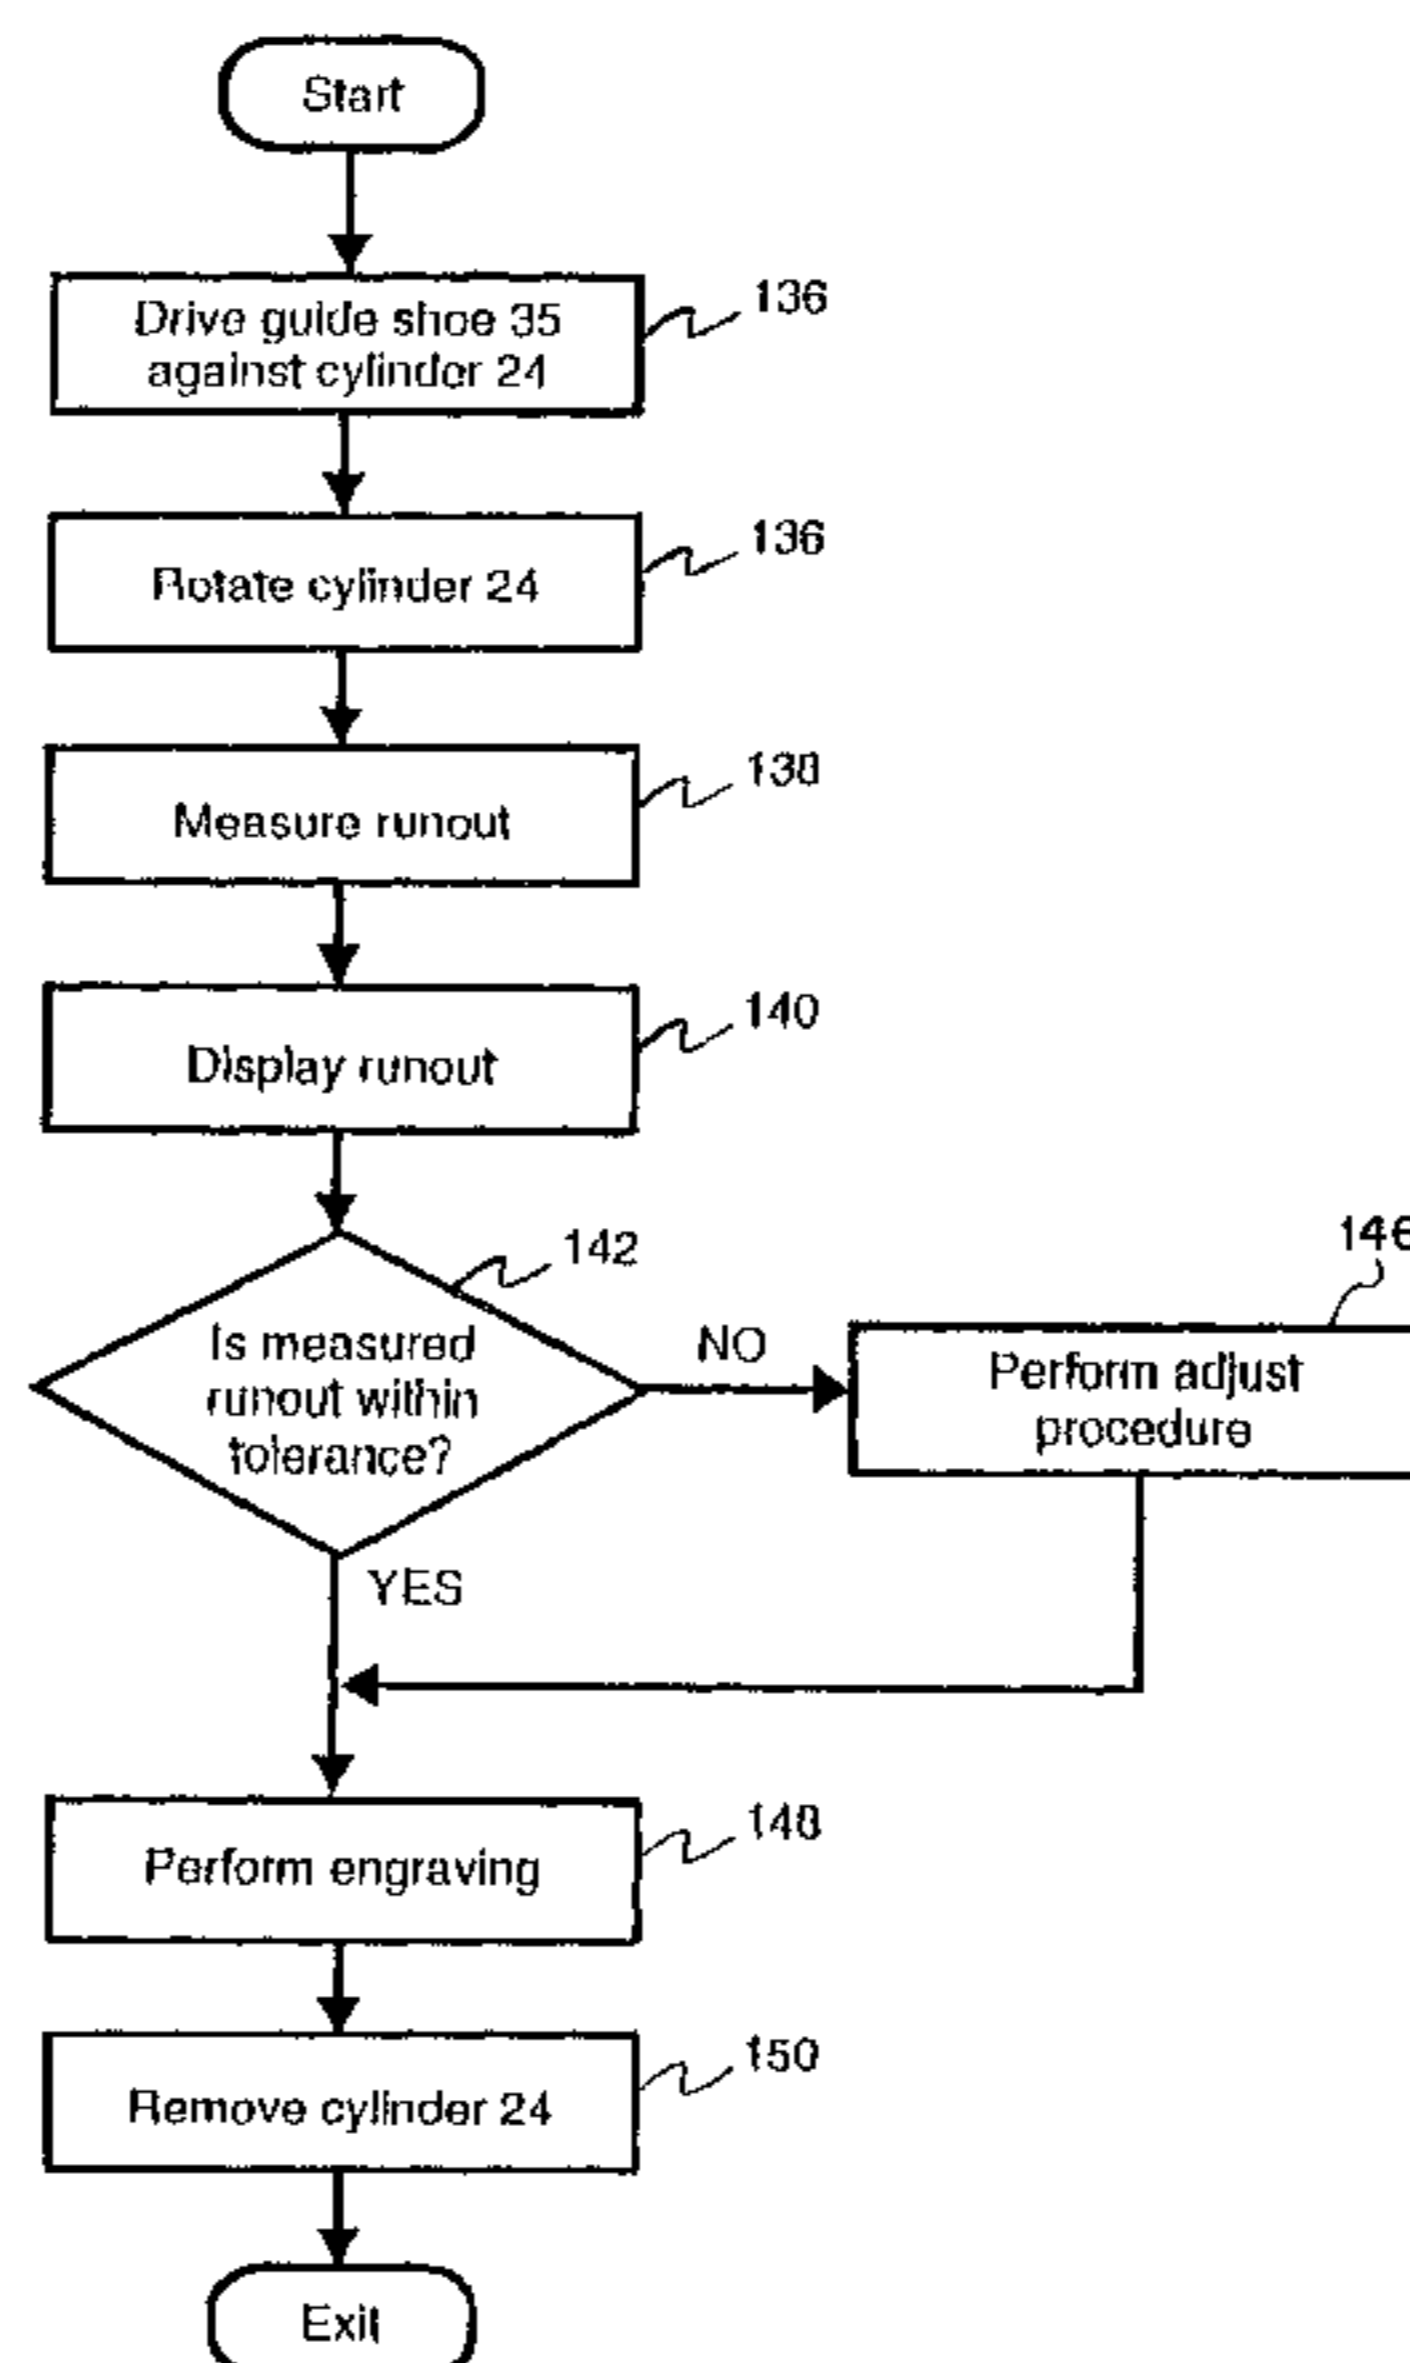 Start
Drive guide shoe 35
against cylinder 24
136
Rotate cylinder 24
136
Measure runout
138
Display runout
140
142
Is measured
runout within
tolerance?
NO
146
Perform adjust
procedure
YES
Perform engraving
148
Remove cylinder 24
150
Exit